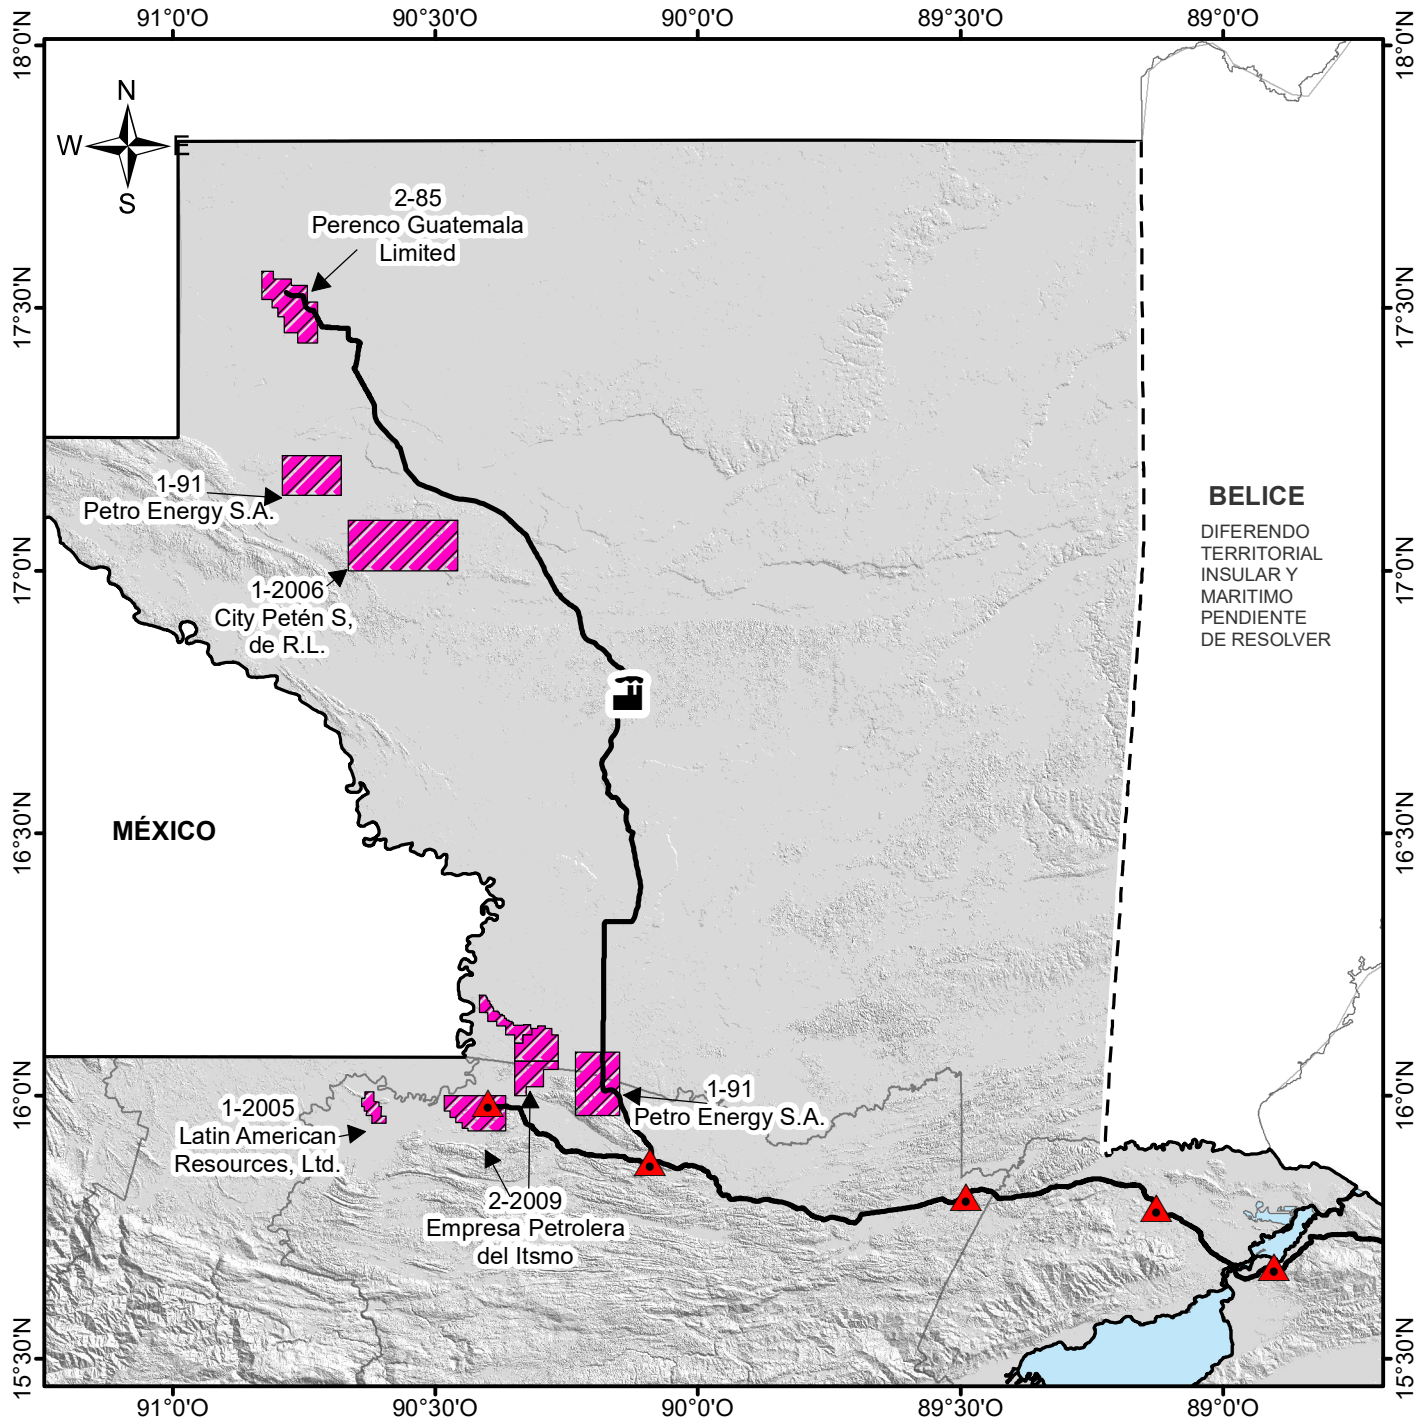 91°0'O
90°30'O
90°0'O
89°30'O
89°0'O
18°0'N
18°0'N
N
W
E
S
2-85
Perenco Guatemala
Limited
17°30'N
17°30'N
1-91
Petro Energy S.A.
BELICE
DIFERENDO
TERRITORIAL
INSULAR Y
MARITIMO
PENDIENTE
DE RESOLVER
17°0'N
17°0'N
1-2006
City Petén S,
de R.L.
MÉXICO
16°30'N
16°30'N
16°0'N
16°0'N
1-91
Petro Energy S.A.
1-2005
Latin American
Resources, Ltd.
2-2009
Empresa Petrolera
del Itsmo
15°30'N
15°30'N
91°0'O
90°30'O
90°0'O
89°30'O
89°0'O